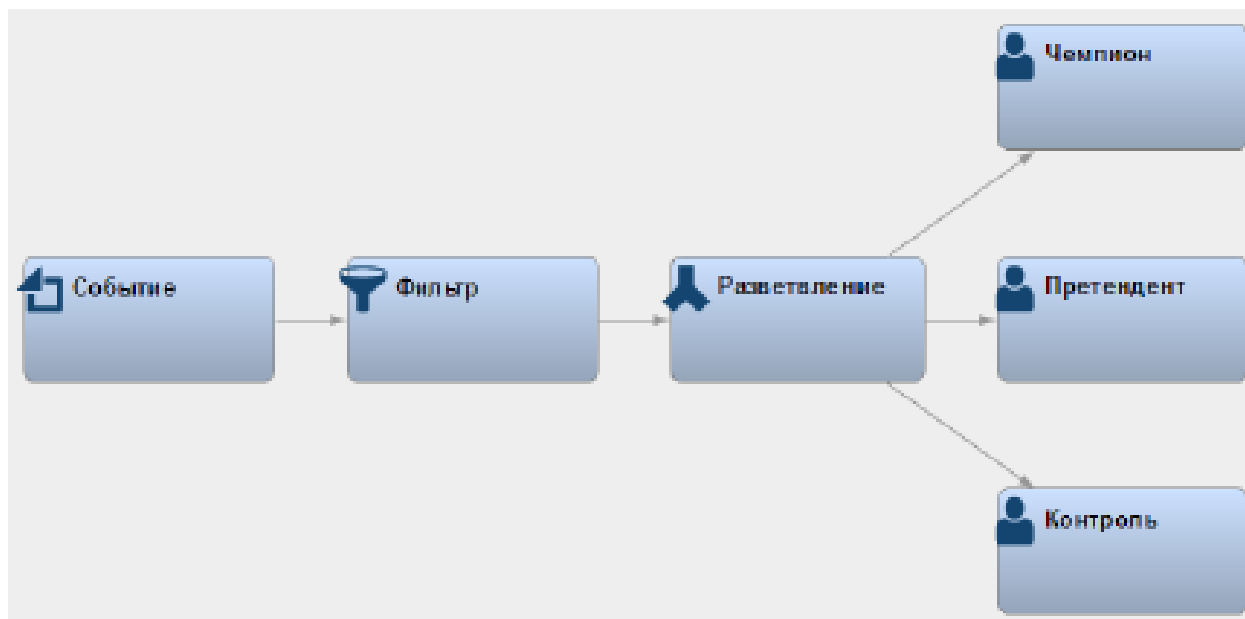 Чемпион
Событие
Фильтр
Разветвление
Претендент
Контроль